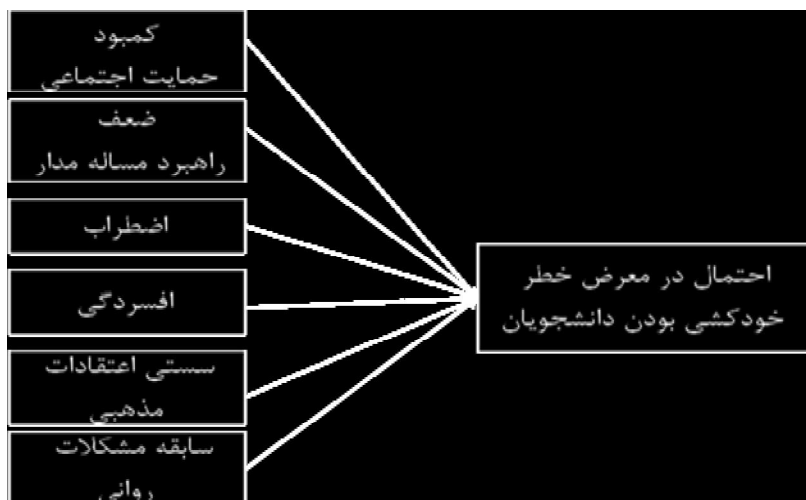 کمبود
حمایت اجتماعی
ضعف
راهبرد مساله مدار
اضطراب
افسردگی
سستی اعتقادات
مذهبی
سابقه مشکلات
روانی
احتمال در معرض خطر
خودکشی بودن دانشجویان